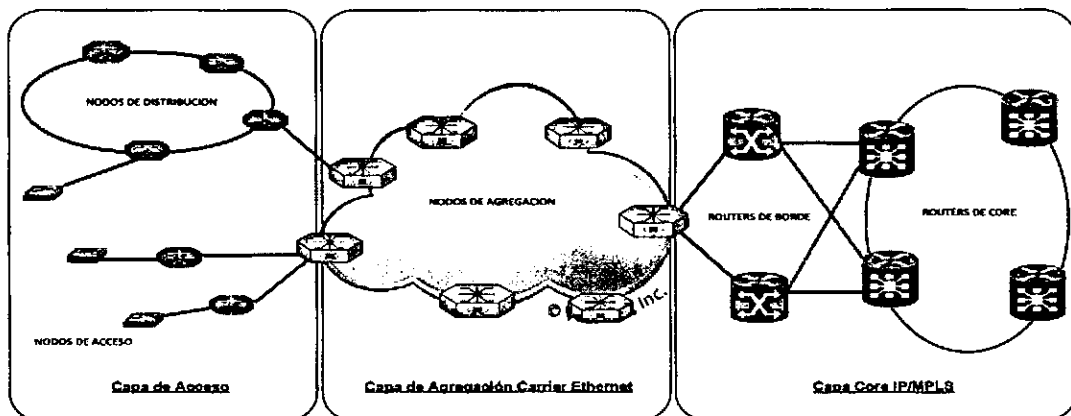 NODOS DE DISTRIBUCION
NODOS DE AGREGACION
ROUTERS DE BORDE
ROUTERS DE CORE
© Inc.
NODOS DE ACCESO
Capa de Acceso
Capa de Agregación Carrier Ethernet
Capa Core IP/MPLS